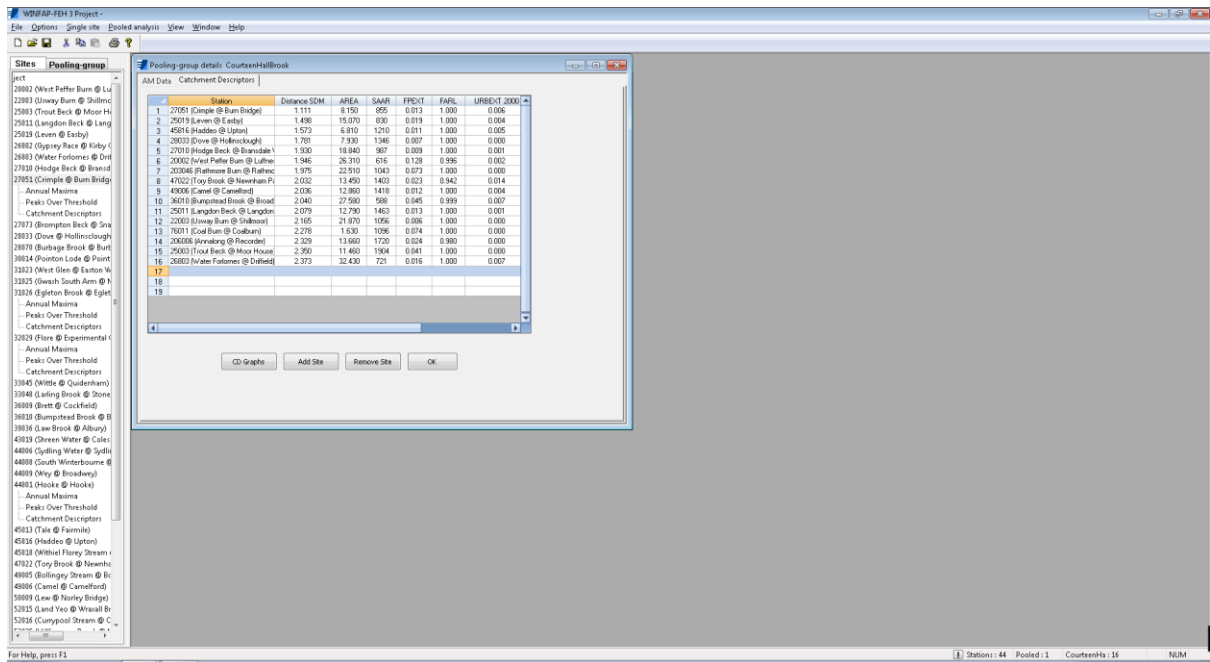 WINFAP-FEH 3 Project -
File Options Single site Pooled analysis View Window Help
Sites Pooling-group
ject
20002 (West Peffer Burn @ Lu
22003 (Usway Burn @ Shillmo
25003 (Trout Beck @ Moor H
25011 (Langdon Beck @ Lang
25019 (Leven @ Easby)
26802 (Gypsey Race @ Kirby G
26803 (Water Forlornes @ Drif
27010 (Hodge Beck @ Bransd
27051 (Crimple @ Burn Bridge
Annual Maxima
Peaks Over Threshold
Catchment Descriptors
27073 (Brompton Beck @ Sna
28033 (Dove @ Hollinsclough
28070 (Burbage Brook @ Burb
30014 (Pointon Lode @ Point
31023 (West Glen @ Easton W
31025 (Gwash South Arm @ M
31026 (Egleton Brook @ Eglet
Annual Maxima
Peaks Over Threshold
Catchment Descriptors
32029 (Flore @ Experimental C
Annual Maxima
Peaks Over Threshold
Catchment Descriptors
33045 (Wittle @ Quidenham)
33048 (Larling Brook @ Stone
36009 (Brett @ Cockfield)
36010 (Bumpstead Brook @ B
39036 (Law Brook @ Albury)
43019 (Shreen Water @ Coles
44006 (Sydling Water @ Sydli
44008 (South Winterbourne @
44009 (Wey @ Broadwey)
44801 (Hooke @ Hooke)
Annual Maxima
Peaks Over Threshold
Catchment Descriptors
45013 (Tale @ Fairmile)
45816 (Haddeo @ Upton)
45818 (Withiel Florey Stream
47022 (Tory Brook @ Newnha
49005 (Bollingey Stream @ Bo
49006 (Camel @ Camelford)
50009 (Lew @ Norley Bridge)
52015 (Land Yeo @ Wraxall Br
52016 (Currypool Stream @ C
Pooling-group details CourteenHallBrook
AM Data Catchment Descriptors
Station Distance SDM AREA SAAR FPEXT FARL URBEXT 2000
1 27051 (Crimple @ Burn Bridge) 1.111 8.150 855 0.013 1.000 0.006
2 25019 (Leven @ Easby) 1.498 15.070 830 0.019 1.000 0.004
3 45816 (Haddeo @ Upton) 1.573 6.810 1210 0.011 1.000 0.005
4 28033 (Dove @ Hollinsclough) 1.781 7.930 1346 0.007 1.000 0.000
5 27010 (Hodge Beck @ Bransdale W 1.930 18.840 987 0.009 1.000 0.001
6 20002 (West Peffer Burn @ Luffne 1.946 26.310 616 0.128 0.996 0.002
7 203046 (Rathmore Burn @ Rathmo 1.975 22.510 1043 0.073 1.000 0.000
8 47022 (Tory Brook @ Newnham Pa 2.032 13.450 1403 0.023 0.942 0.014
9 49006 (Camel @ Camelford) 2.036 12.860 1418 0.012 1.000 0.004
10 36010 (Bumpstead Brook @ Broad 2.040 27.580 588 0.045 0.999 0.007
11 25011 (Langdon Beck @ Langdon 2.079 12.790 1463 0.013 1.000 0.001
12 22003 (Usway Burn @ Shillmoor) 2.165 21.870 1056 0.006 1.000 0.000
13 76011 (Coal Burn @ Coalburn) 2.278 1.630 1096 0.074 1.000 0.000
14 206006 (Annalong @ Recorder) 2.329 13.660 1720 0.024 0.980 0.000
15 25003 (Trout Beck @ Moor House) 2.350 11.460 1904 0.041 1.000 0.000
16 26803 (Water Forlornes @ Driffield) 2.373 32.430 721 0.016 1.000 0.007
17
18
19
CD Graphs Add Site Remove Site OK
For Help, press F1
Stations : 44 Pooled : 1 CourteenHa : 16 NUM